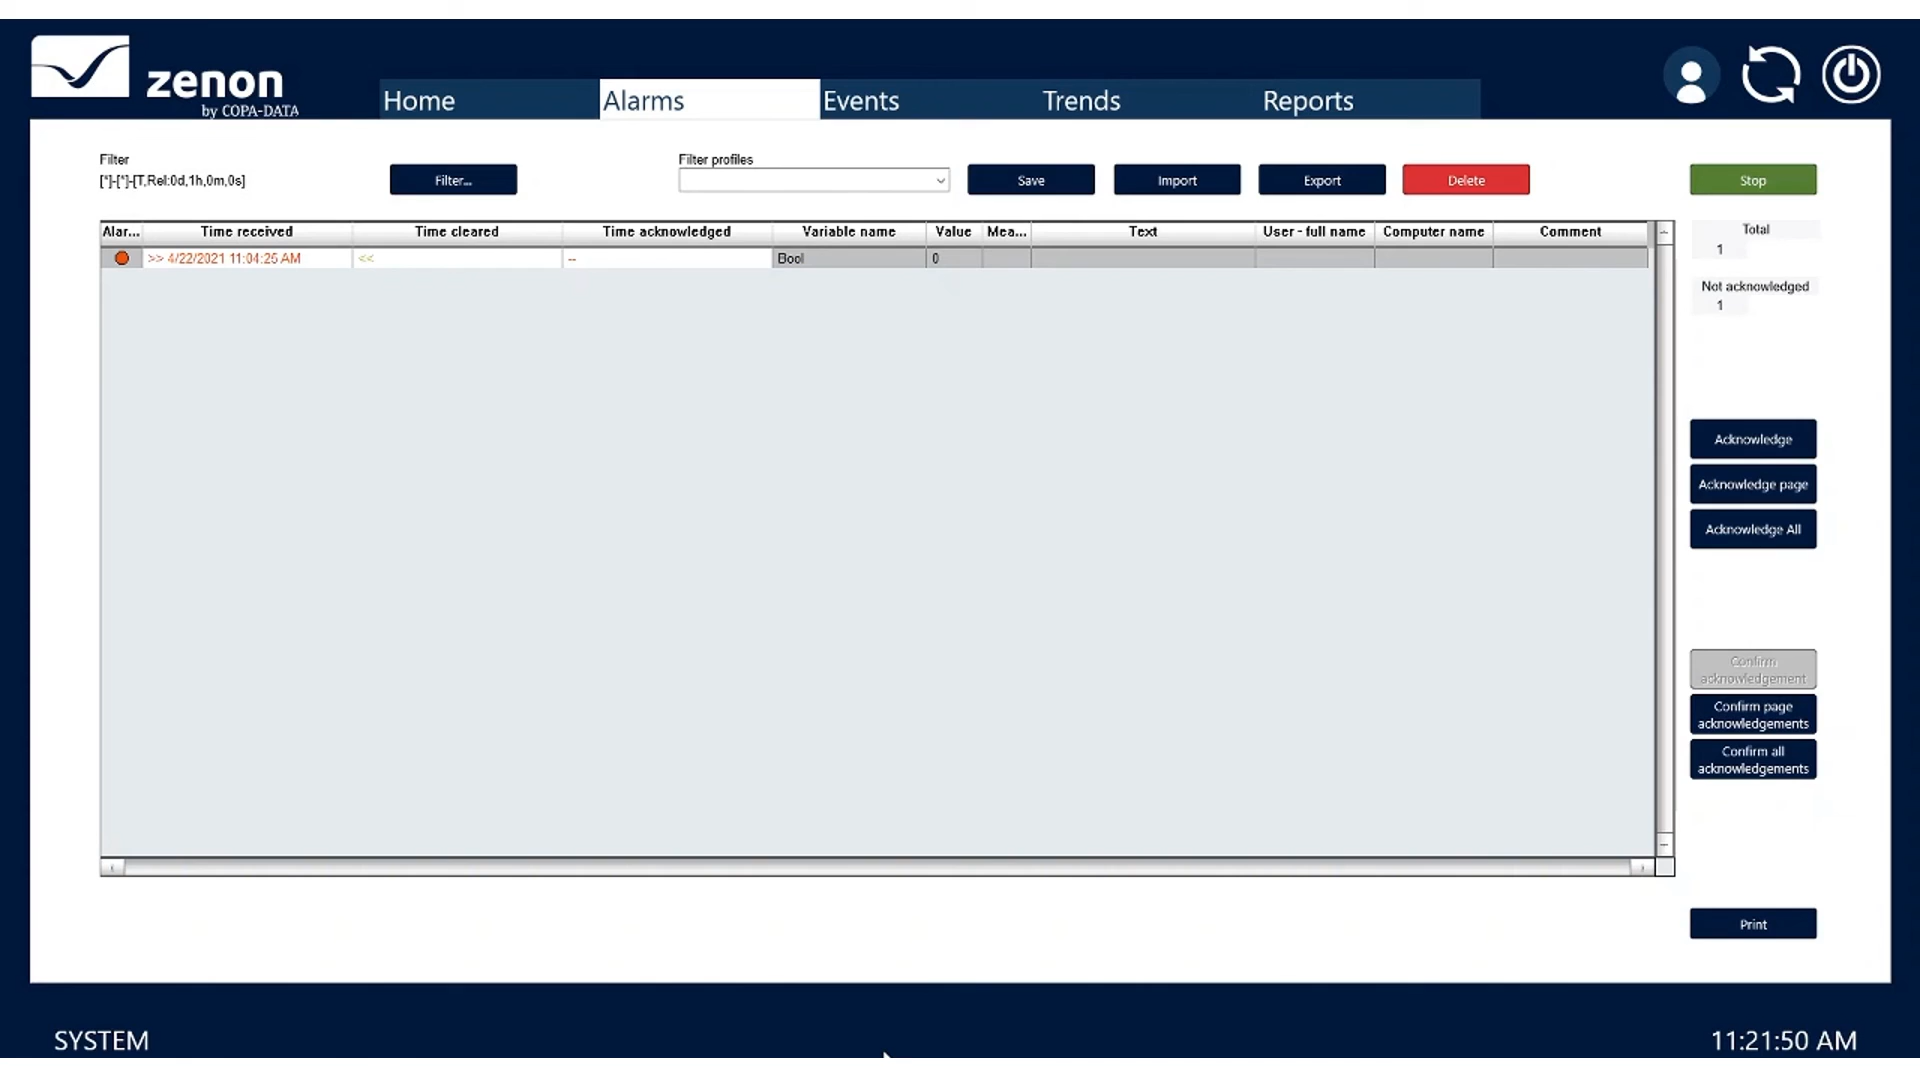 zenon
by COPA-DATA
Home
Alarms
Events
Trends
Reports
Filter
[*]-[*]-[T,Rel:0d,1h,0m,0s]
Filter...
Filter profiles
Save
Import
Export
Delete
Stop
Alar... Time received Time cleared Time acknowledged Variable name Value Mea... Text User - full name Computer name Comment
>> 4/22/2021 11:04:25 AM << -- Bool 0
Total
1
Not acknowledged
1
Acknowledge
Acknowledge page
Acknowledge All
Confirm
acknowledgement
Confirm page
acknowledgements
Confirm all
acknowledgements
Print
SYSTEM
11:21:50 AM